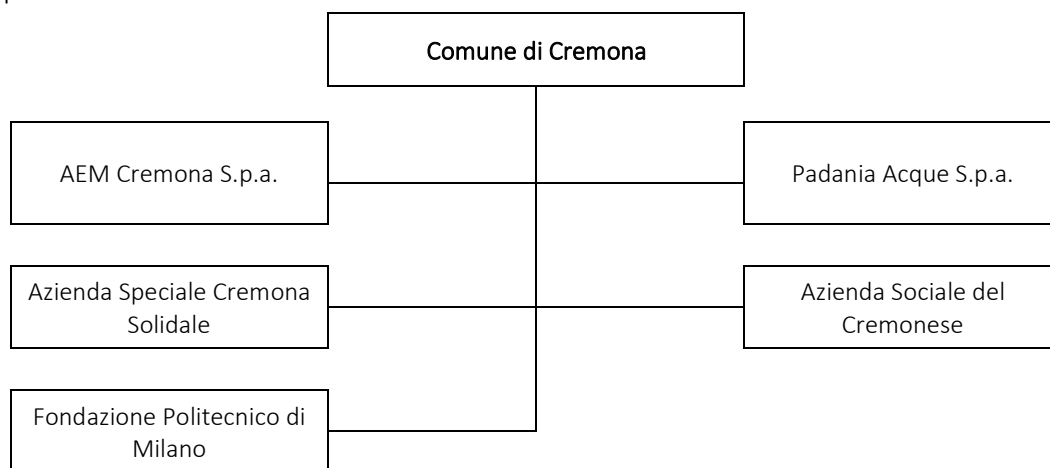 Comune di Cremona
AEM Cremona S.p.a.
Padania Acque S.p.a.
Azienda Speciale Cremona
Solidale
Azienda Sociale del
Cremonese
Fondazione Politecnico di
Milano